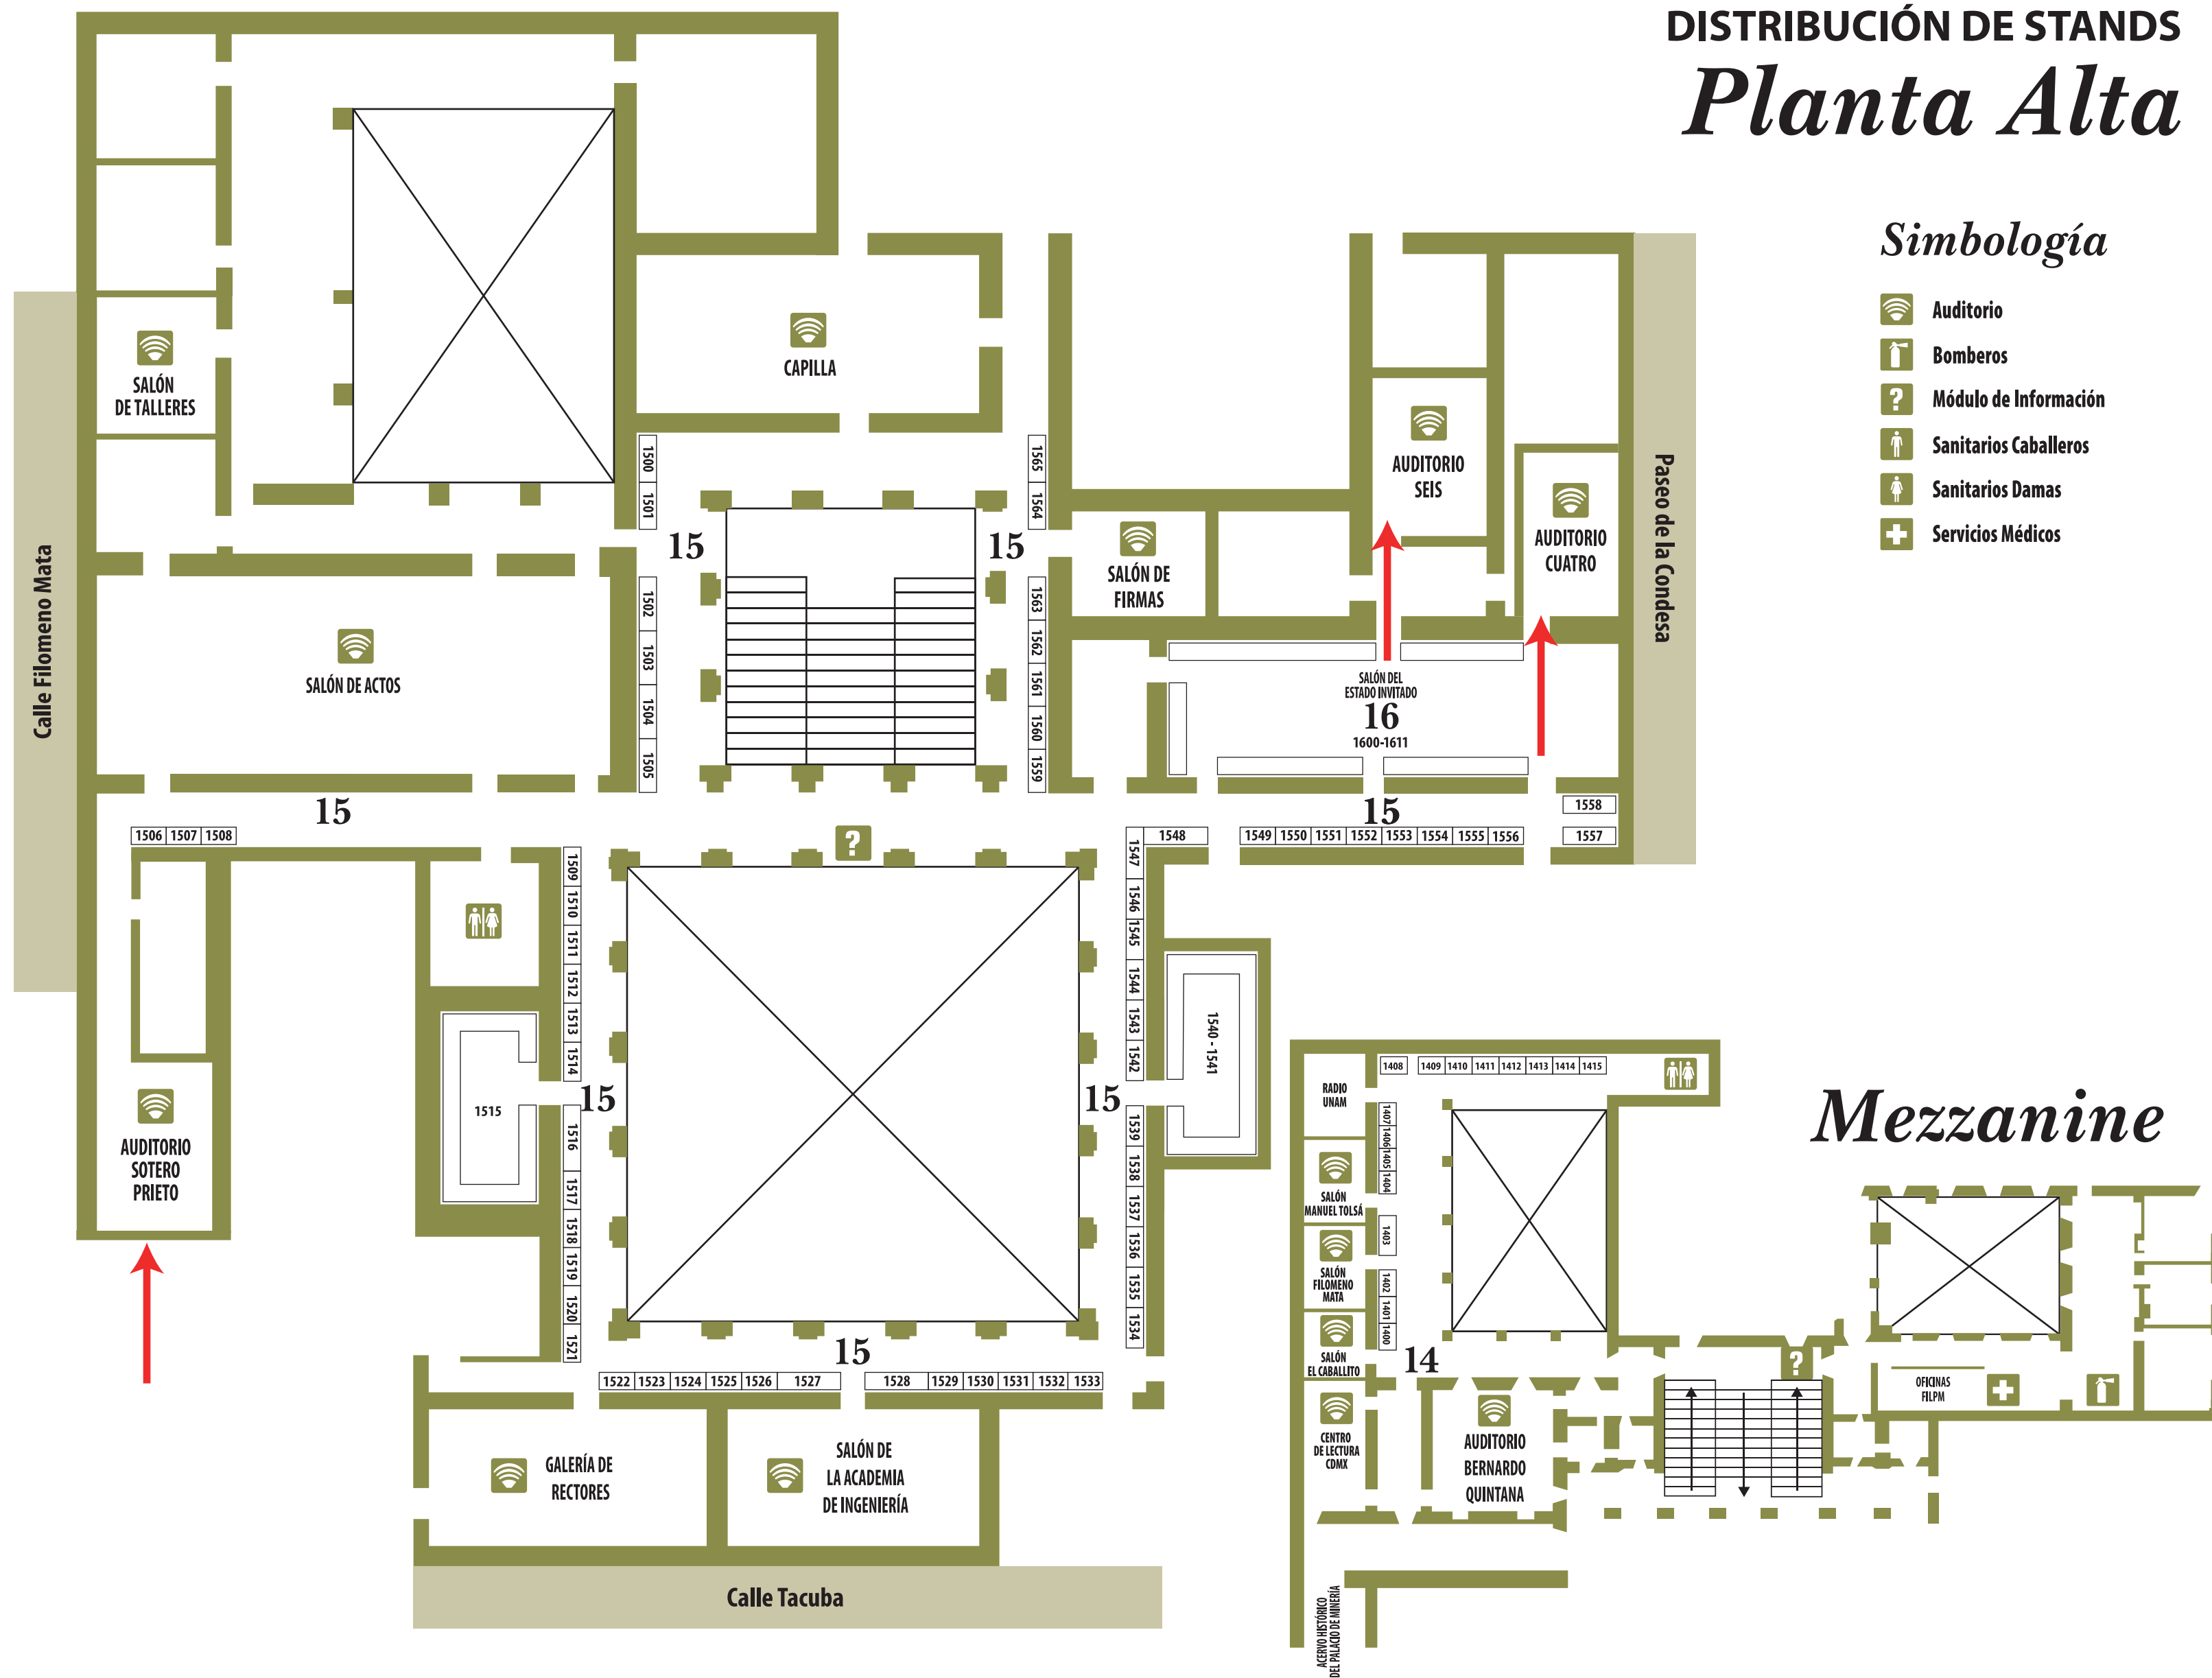 DISTRIBUCIÓN DE STANDS
Planta Alta
Simbología
Auditorio
Bomberos
Módulo de Información
Sanitarios Caballeros
Sanitarios Damas
Servicios Médicos
Calle Filomeno Mata
Paseo de la Condesa
SALÓN
DE TALLERES
CAPILLA
1500
1501
1565
1564
15
15
AUDITORIO
SEIS
AUDITORIO
CUATRO
SALÓN DE
FIRMAS
1502
1503
1504
1505
1563
1562
1561
1560
1559
SALÓN DE ACTOS
SALÓN DEL
ESTADO INVITADO
16
1600-1611
15
15
1558
1557
1506 1507 1508
?
1548
1549 1550 1551 1552 1553 1554 1555 1556
1509
1510
1511
1512
1513
1514
1547
1546
1545
1544
1543
1542
1540 - 1541
1515
15
15
1516
1517
1518
1519
1520
1521
1539
1538
1537
1536
1535
1534
AUDITORIO
SOTERO
PRIETO
15
1522 1523 1524 1525 1526 1527
1528 1529 1530 1531 1532 1533
GALERÍA DE
RECTORES
SALÓN DE
LA ACADEMIA
DE INGENIERÍA
Calle Tacuba
Mezzanine
RADIO
UNAM
1408
1409 1410 1411 1412 1413 1414 1415
1407
1406
1405
1404
SALÓN
MANUEL TOLSÁ
1403
SALÓN
FILOMENO
MATA
1402
1401
1400
SALÓN
EL CABALLITO
14
?
CENTRO
DE LECTURA
CDMX
AUDITORIO
BERNARDO
QUINTANA
OFICINAS
FILPM
ACERVO HISTÓRICO
DEL PALACIO DE MINERÍA